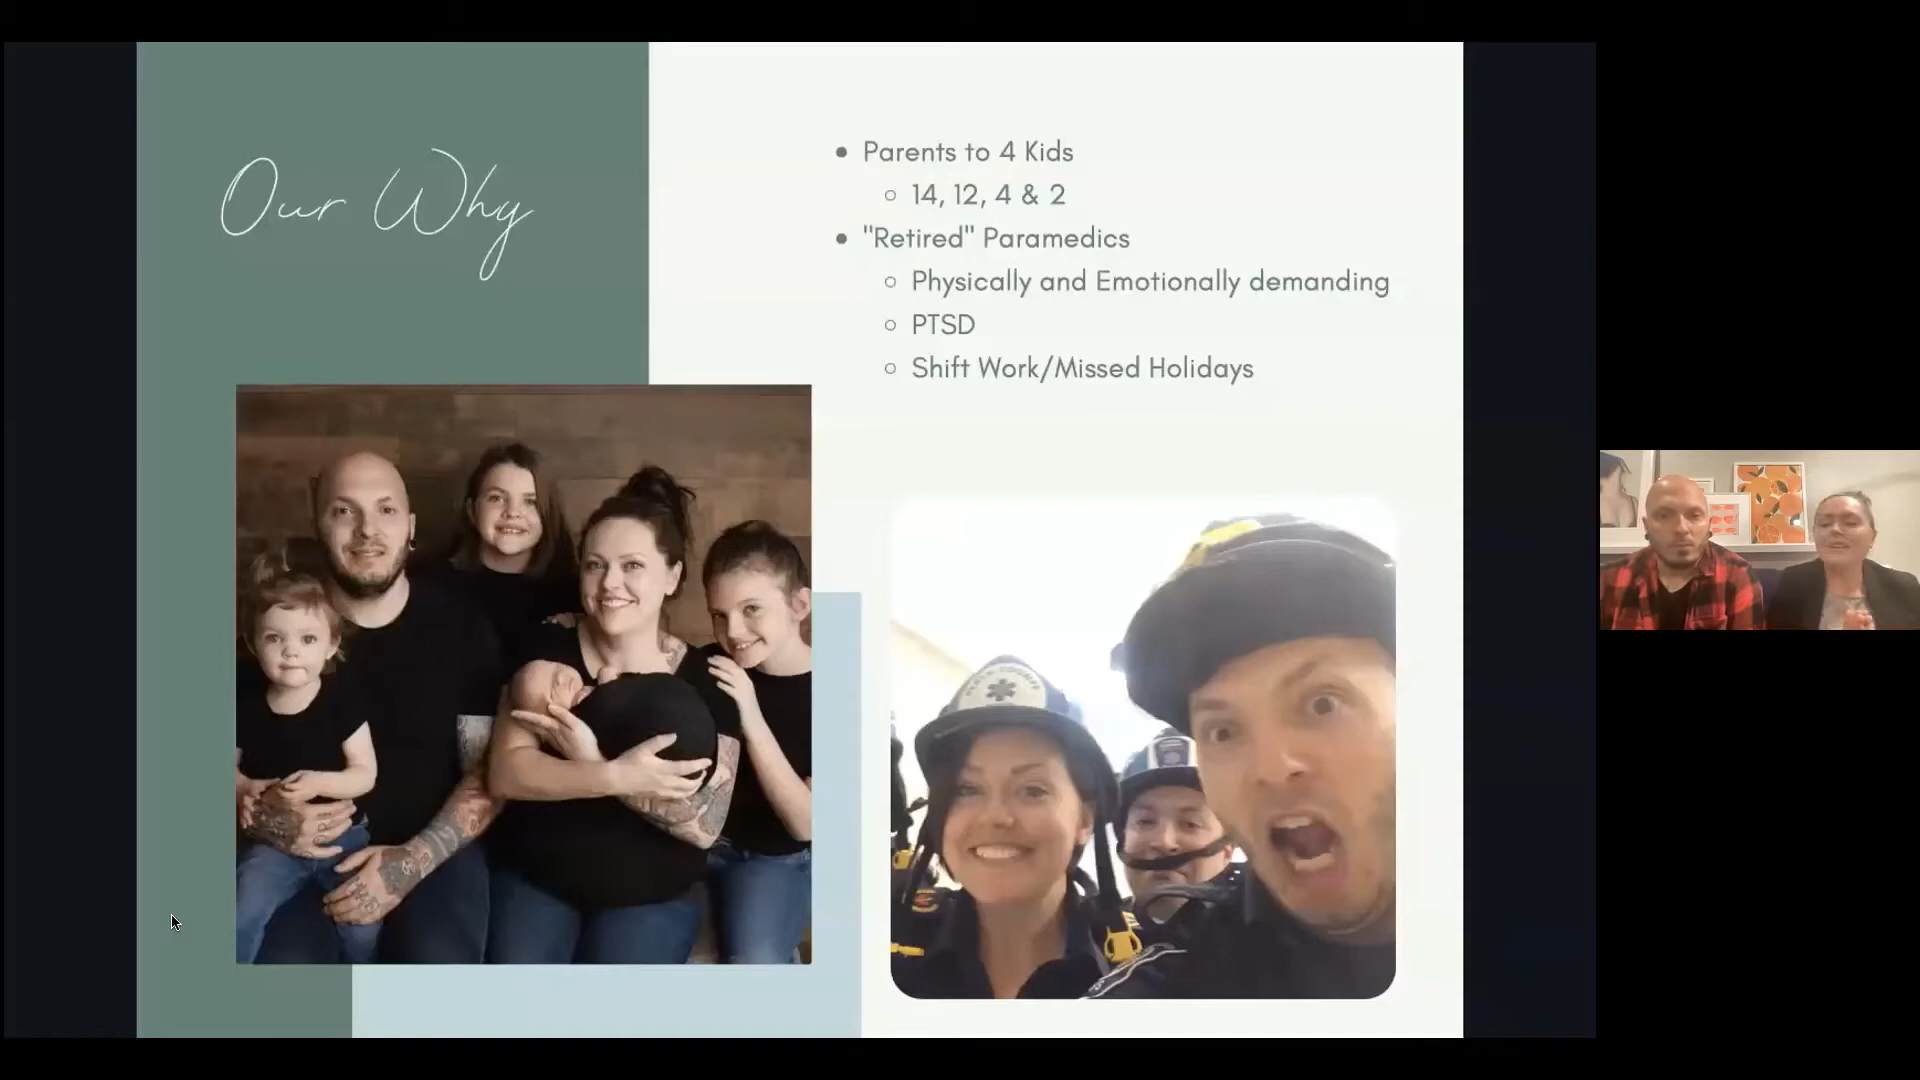 Our Why
Parents to 4 Kids
14, 12, 4 & 2
"Retired" Paramedics
Physically and Emotionally demanding
PTSD
Shift Work/Missed Holidays